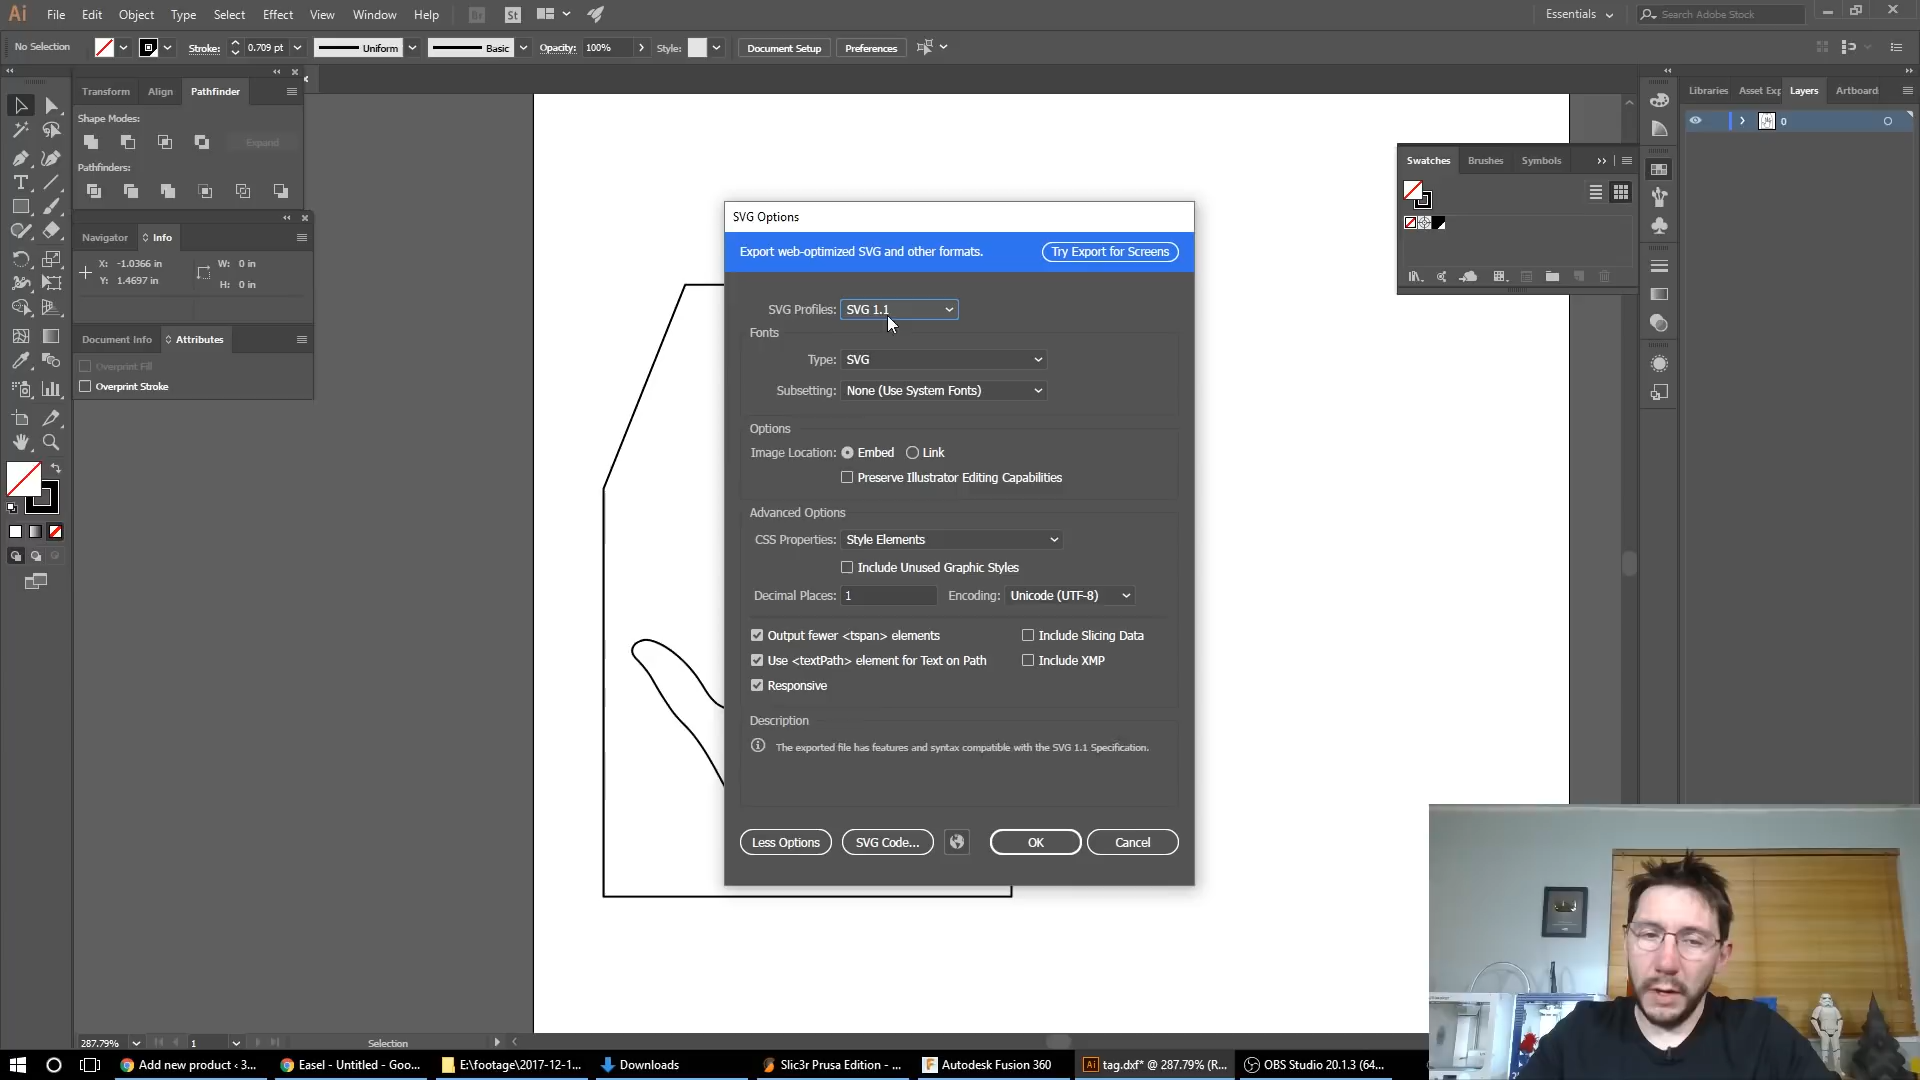 Ai File Edit Object Type Select Effect View Window Help Br St Essentials Search Adobe Stock
No Selection Stroke: 0.709 pt Uniform Basic Opacity: 100% Style: Document Setup Preferences
Transform Align Pathfinder
Shape Modes:
Expand
Pathfinders:
Navigator Info
X: -1.0366 in W: 0 in
Y: 1.4697 in H: 0 in
Document Info Attributes
Overprint Fill
Overprint Stroke
Libraries Asset Exp Layers Artboard
0
Swatches Brushes Symbols
SVG Options
Export web-optimized SVG and other formats. Try Export for Screens
SVG Profiles: SVG 1.1
Fonts
Type: SVG
Subsetting: None (Use System Fonts)
Options
Image Location: Embed Link
Preserve Illustrator Editing Capabilities
Advanced Options
CSS Properties: Style Elements
Include Unused Graphic Styles
Decimal Places: 1 Encoding: Unicode (UTF-8)
Output fewer <tspan> elements Include Slicing Data
Use <textPath> element for Text on Path Include XMP
Responsive
Description
The exported file has features and syntax compatible with the SVG 1.1 Specification.
Less Options SVG Code... OK Cancel
287.79% 1 Selection
Add new product ‹ 3... Easel - Untitled - Goo... E:\footage\2017-12-1... Downloads Slic3r Prusa Edition - ... Autodesk Fusion 360 Ai tag.dxf* @ 287.79% (R... OBS Studio 20.1.3 (64...